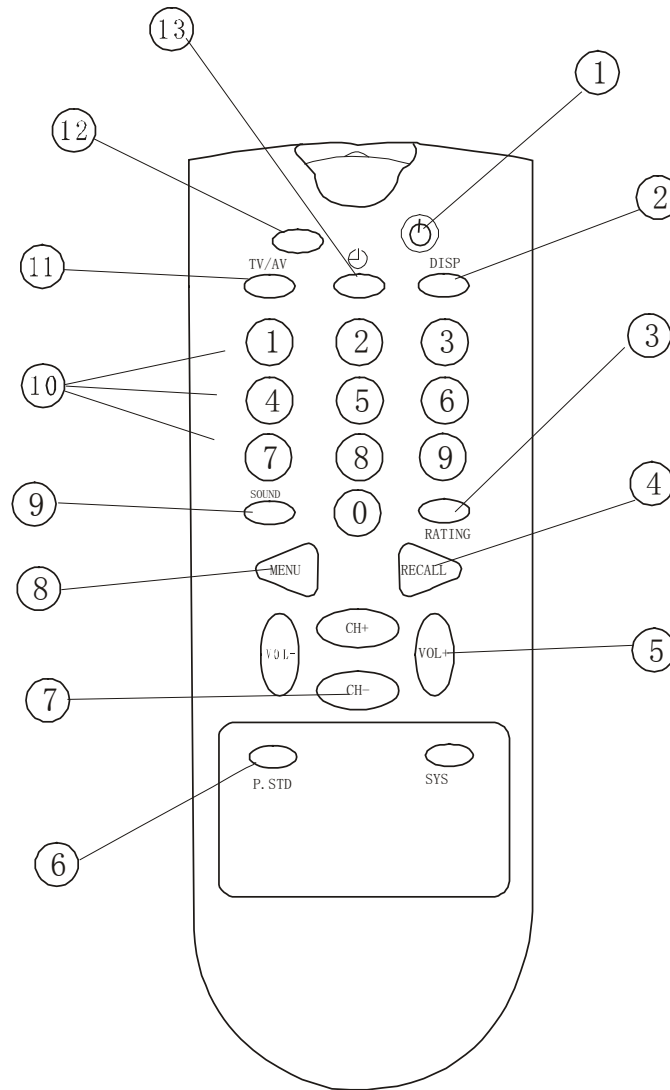 13
1
12
2
TV/AV
DISP
11
1 2 3
3
10
4 5 6
7 8 9
4
SOUND
9
0
RATING
MENU
RECALL
8
CH+
VOL-
VOL+
5
CH-
7
P.STD
SYS
6